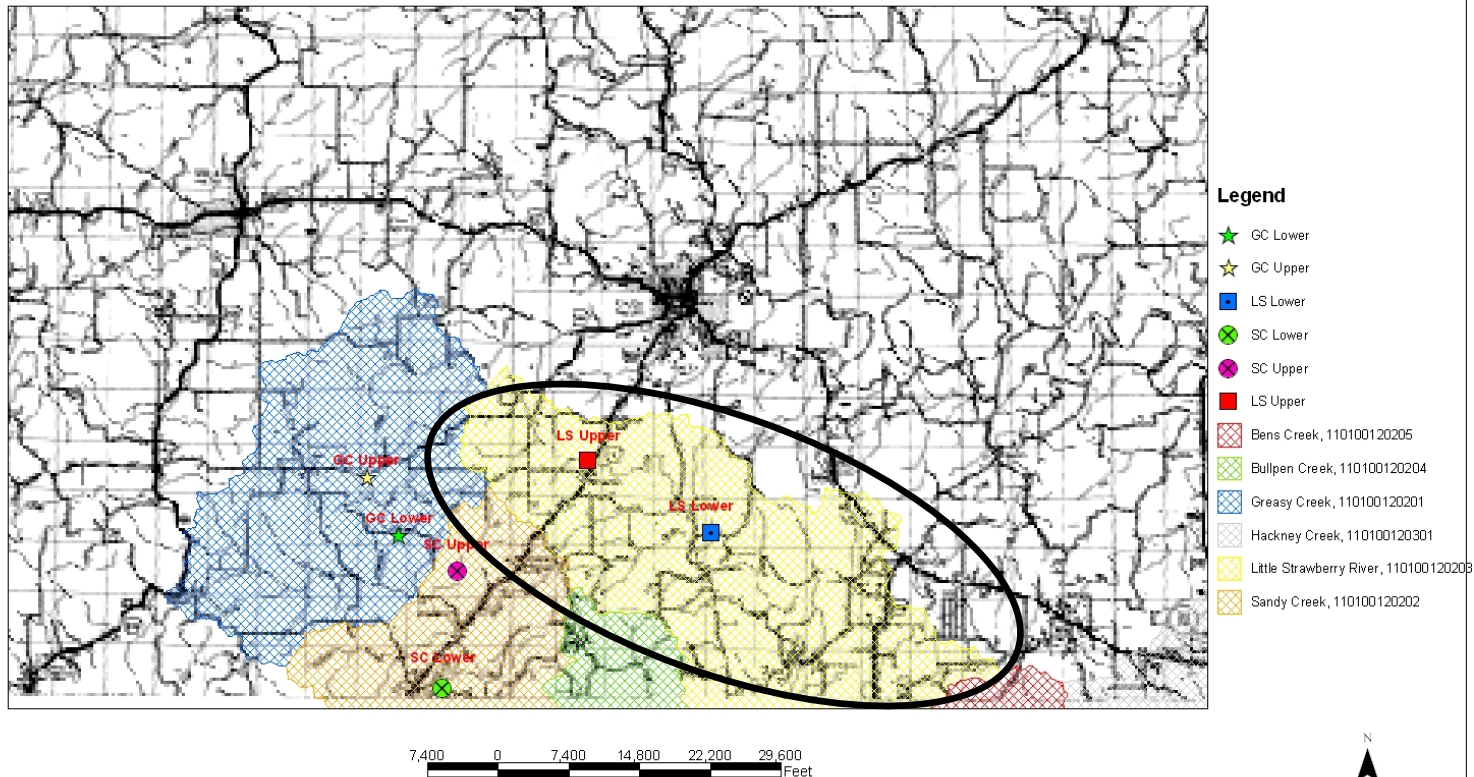 Legend
GC Lower
GC Upper
LS Lower
SC Lower
SC Upper
LS Upper
Bens Creek, 110100120205
Bullpen Creek, 110100120204
Greasy Creek, 110100120201
Hackney Creek, 110100120301
Little Strawberry River, 110100120203
Sandy Creek, 110100120202
LS Upper
GC Upper
LS Lower
GC Lower
SC Upper
SC Lower
N
7,400 0 7,400 14,800 22,200 29,600
Feet